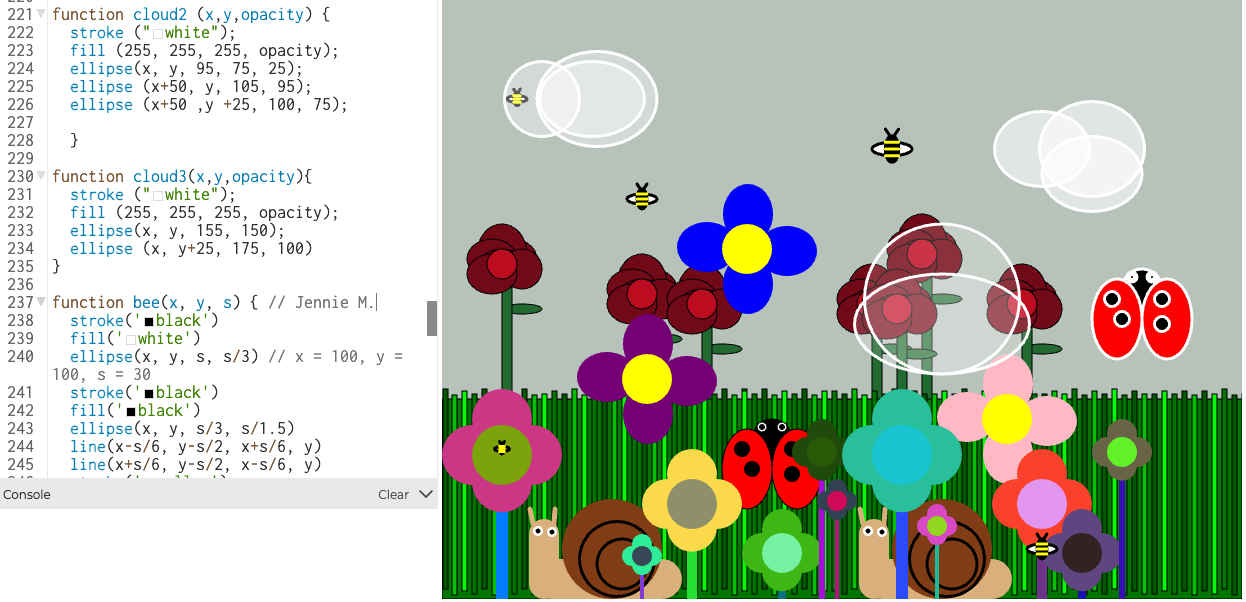 221 function cloud2 (x,y,opacity) {
222 stroke ("white");
223 fill (255, 255, 255, opacity);
224 ellipse(x, y, 95, 75, 25);
225 ellipse (x+50, y, 105, 95);
226 ellipse (x+50 ,y +25, 100, 75);
227
228 }
229
230 function cloud3(x,y,opacity){
231 stroke ("white");
232 fill (255, 255, 255, opacity);
233 ellipse(x, y, 155, 150);
234 ellipse (x, y+25, 175, 100)
235 }
236
237 function bee(x, y, s) { // Jennie M.
238 stroke('black')
239 fill('white')
240 ellipse(x, y, s, s/3) // x = 100, y =
100, s = 30
241 stroke('black')
242 fill('black')
243 ellipse(x, y, s/3, s/1.5)
244 line(x-s/6, y-s/2, x+s/6, y)
245 line(x+s/6, y-s/2, x-s/6, y)
Console Clear